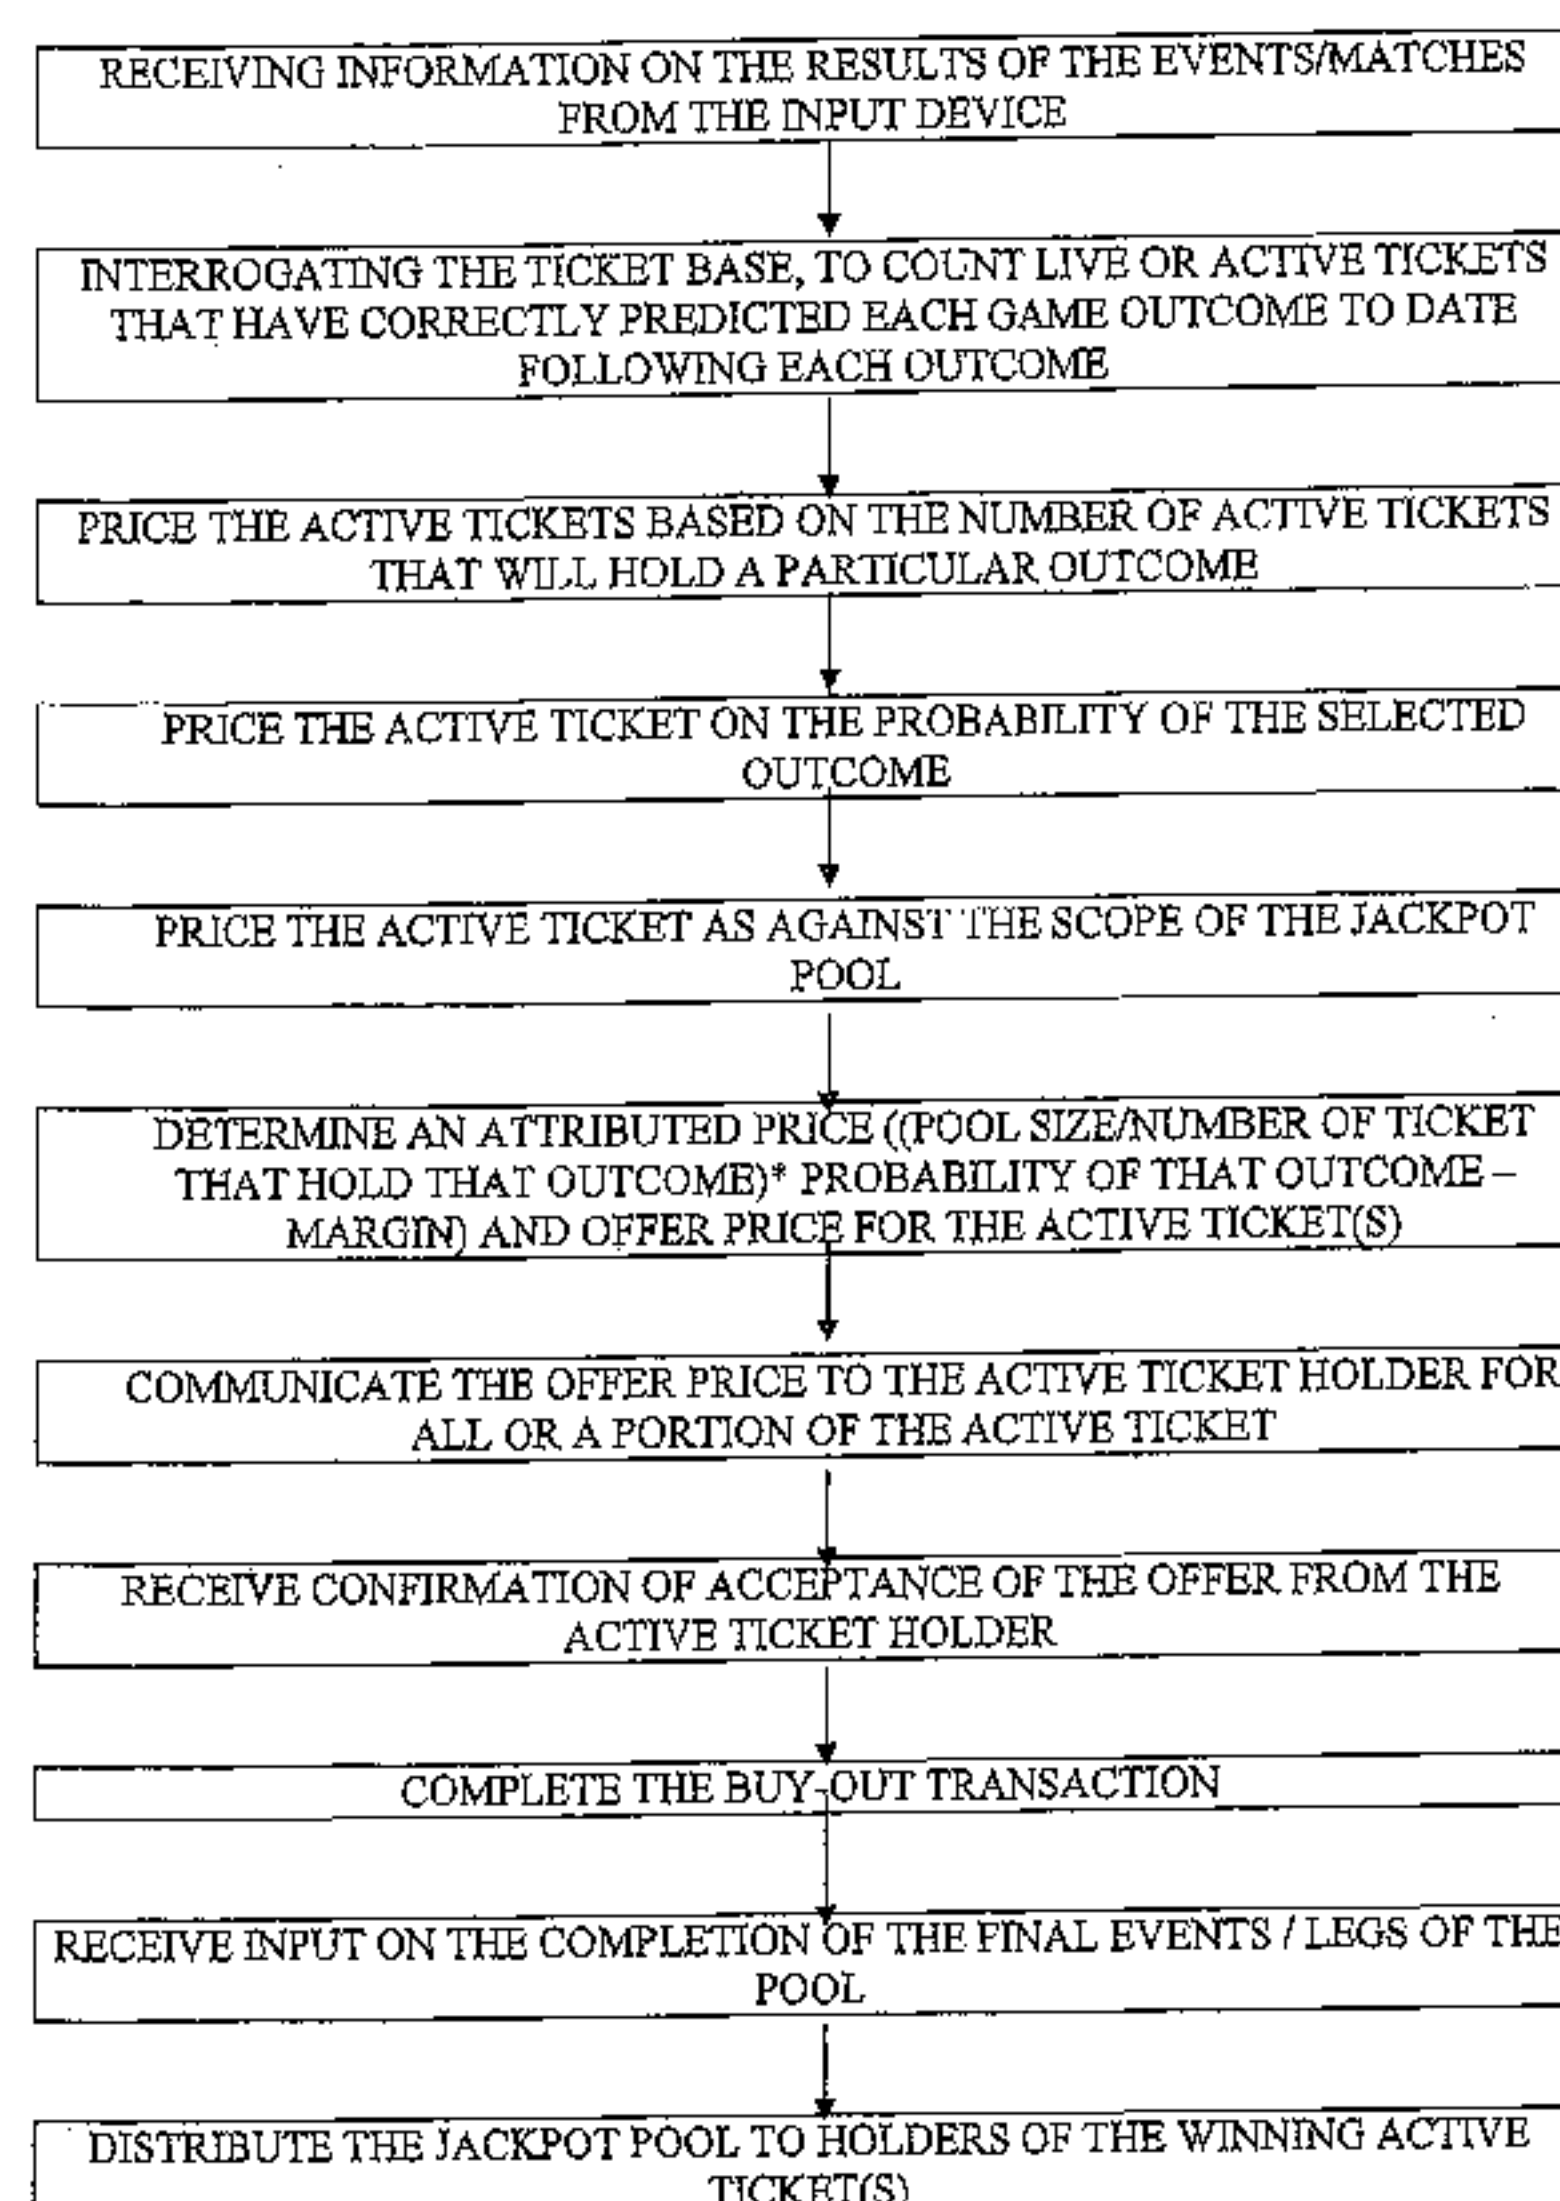 RECEIVING INFORMATION ON THE RESULTS OF THE EVENTS/MATCHES
FROM THE INPUT DEVICE
INTERROGATING THE TICKET BASE, TO COUNT LIVE OR ACTIVE TICKETS
THAT HAVE CORRECTLY PREDICTED EACH GAME OUTCOME TO DATE
FOLLOWING EACH OUTCOME
PRICE THE ACTIVE TICKETS BASED ON THE NUMBER OF ACTIVE TICKETS
THAT WILL HOLD A PARTICULAR OUTCOME
PRICE THE ACTIVE TICKET ON THE PROBABILITY OF THE SELECTED
OUTCOME
PRICE THE ACTIVE TICKET AS AGAINST THE SCOPE OF THE JACKPOT
POOL
DETERMINE AN ATTRIBUTED PRICE ((POOL SIZE/NUMBER OF TICKET
THAT HOLD THAT OUTCOME)* PROBABILITY OF THAT OUTCOME –
MARGIN) AND OFFER PRICE FOR THE ACTIVE TICKET(S)
COMMUNICATE THE OFFER PRICE TO THE ACTIVE TICKET HOLDER FOR
ALL OR A PORTION OF THE ACTIVE TICKET
RECEIVE CONFIRMATION OF ACCEPTANCE OF THE OFFER FROM THE
ACTIVE TICKET HOLDER
COMPLETE THE BUY-OUT TRANSACTION
RECEIVE INPUT ON THE COMPLETION OF THE FINAL EVENTS / LEGS OF THE
POOL
DISTRIBUTE THE JACKPOT POOL TO HOLDERS OF THE WINNING ACTIVE
TICKET(S)